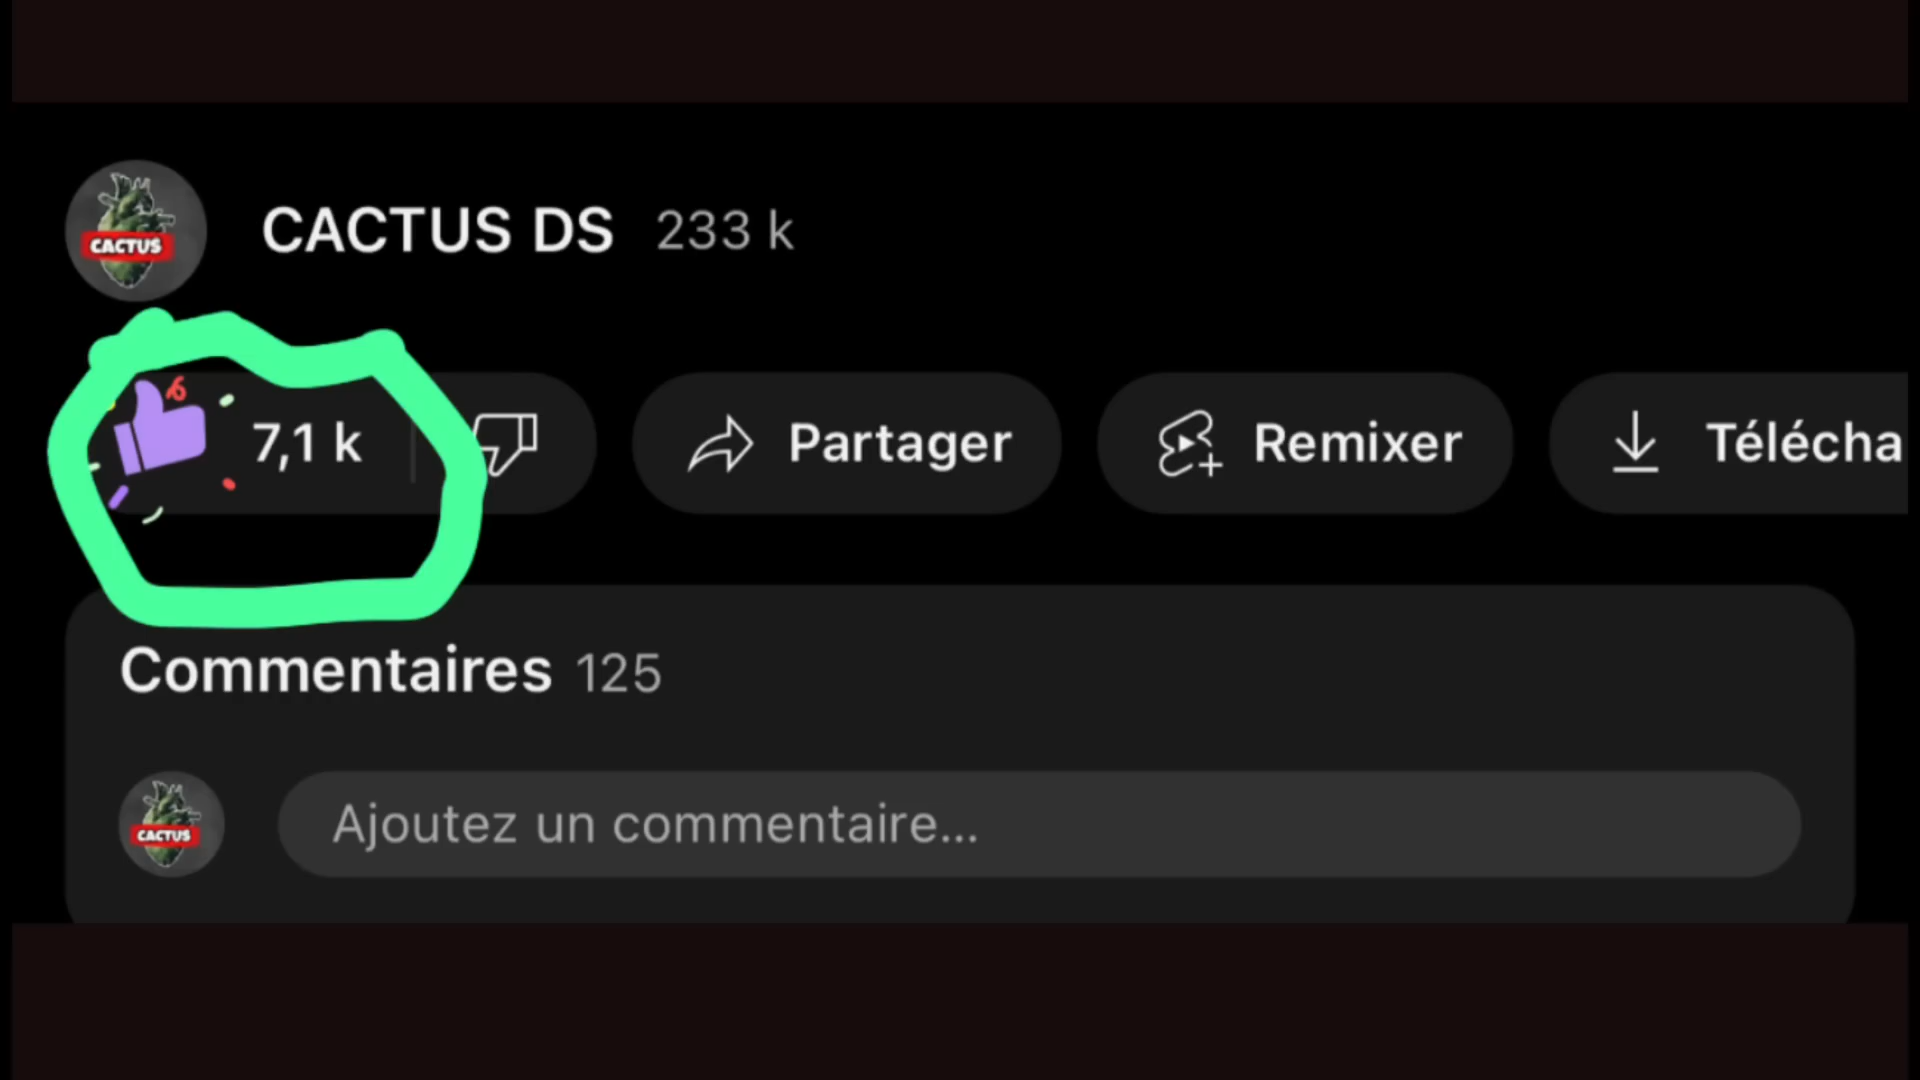 CACTUS
CACTUS DS 233 k
7,1 k
Partager
Remixer
Télécha
Commentaires 125
CACTUS
Ajoutez un commentaire...